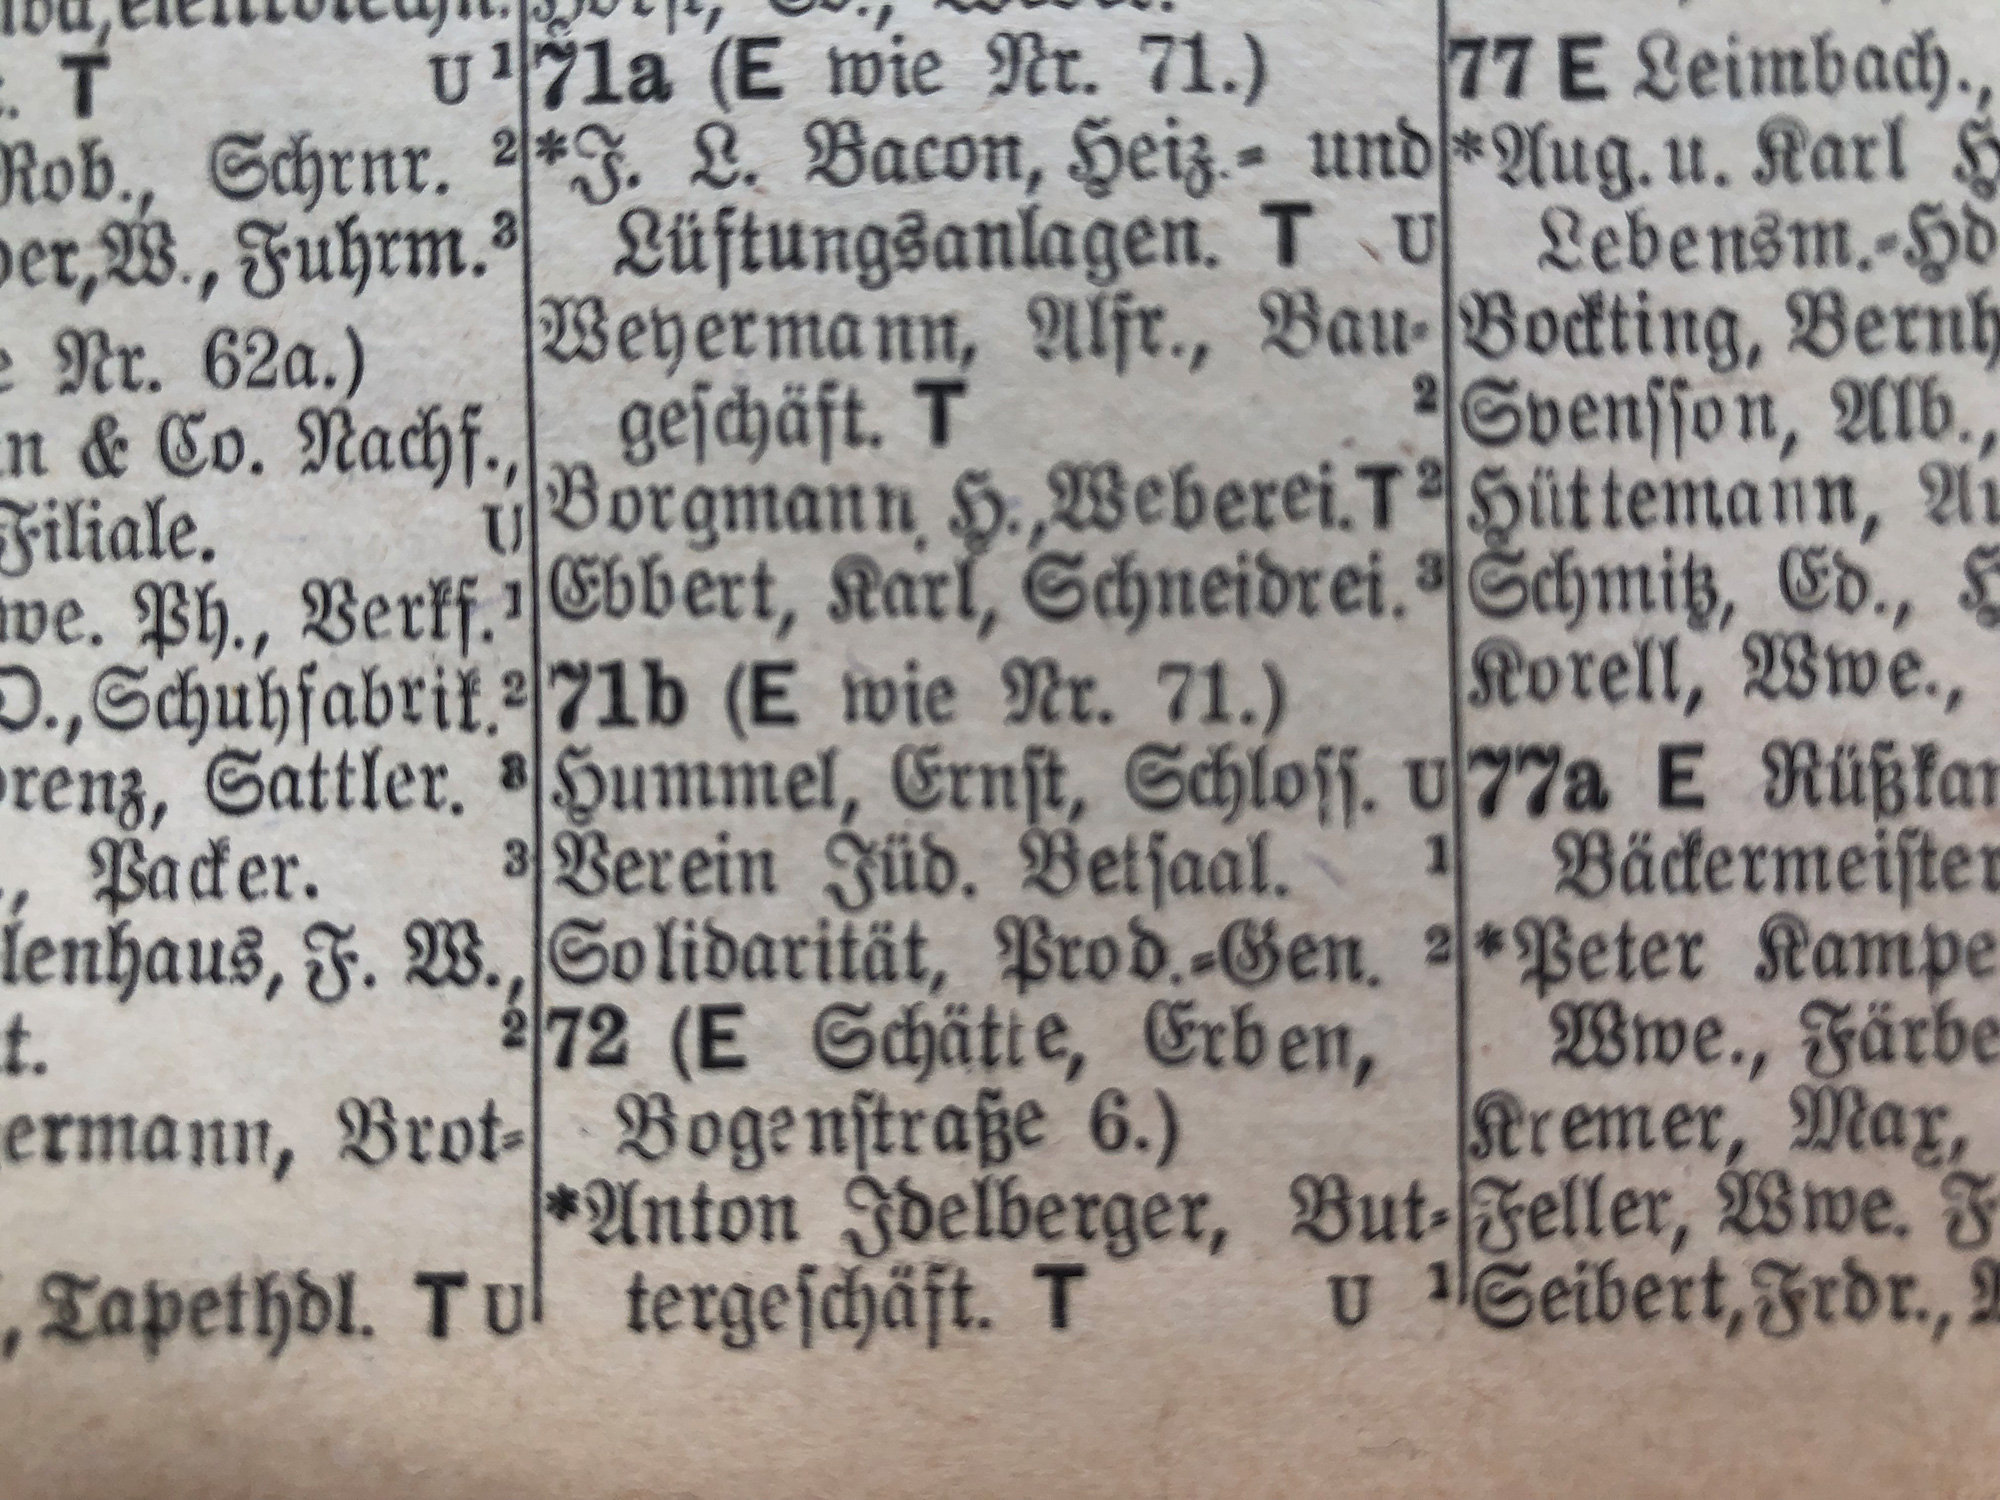 T U 1
Rob., Schrnr. 2
W., Fuhrm. 3
Nr. 62a.)
& Co. Nachf.,
Filiale. U
we. Ph., Verkf. 1
O., Schuhfabrik. 2
Sattler. 3
Packer. 3
F. W.,
2
Brot-
, Tapethdl. T U
71a (E wie Nr. 71.)
*J. L. Bacon, Heiz.- und
Lüftungsanlagen. T U
Weyermann, Alfr., Bau-
geschäft. T 2
Borgmann, H., Weberei. T 2
Ebbert, Karl, Schneidrei. 3
71b (E wie Nr. 71.)
Hummel, Ernst, Schloss. U
Verein Jüd. Betsaal. 1
Solidarität, Prod.-Gen. 2
72 (E Schätte, Erben,
Bogenstraße 6.)
*Anton Idelberger, But-
tergeschäft. T U 1
77 E Leimbach.,
*Aug. u. Karl
Lebensm.-Hd
Bockting, Bernh
Svensson, Alb.,
Hüttemann,
Schmitz, Ed.,
Korell, Wwe.,
77a E Rüßkam
Bäckermeister
*Peter Kampe
Wwe., Färbe
Kremer, Max,
Feller, Wwe. F
Seibert, Frdr.,